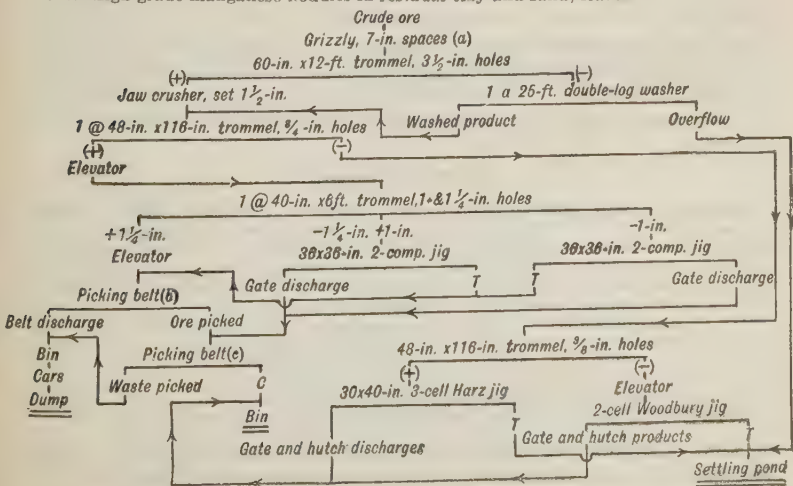 Crude ore
Grizzly, 7-in. spaces (a)
60-in. x12-ft. trommel, 3½-in. holes
(+) (-)
Jaw crusher, set 1½-in. 1 a 25-ft. double-log washer
1 @ 48-in. x116-in. trommel, ¾-in. holes Washed product Overflow
(+) (-)
Elevator
1 @ 40-in. x6ft. trommel, 1-&1¼-in. holes
+1¼-in. -1¼-in. +1-in. -1-in.
Elevator 36x36-in. 2-comp. jig 36x36-in. 2-comp. jig
Gate discharge T T Gate discharge
Picking belt(b)
Belt discharge Ore picked
48-in. x116-in. trommel, ⅜-in. holes
Bin Picking belt(c) (+) (-)
Cars Waste picked C 30x40-in. 3-cell Harz jig Elevator
Dump Bin 2-cell Woodbury jig
Gate and hutch discharges T Gate and hutch products T
Settling pond